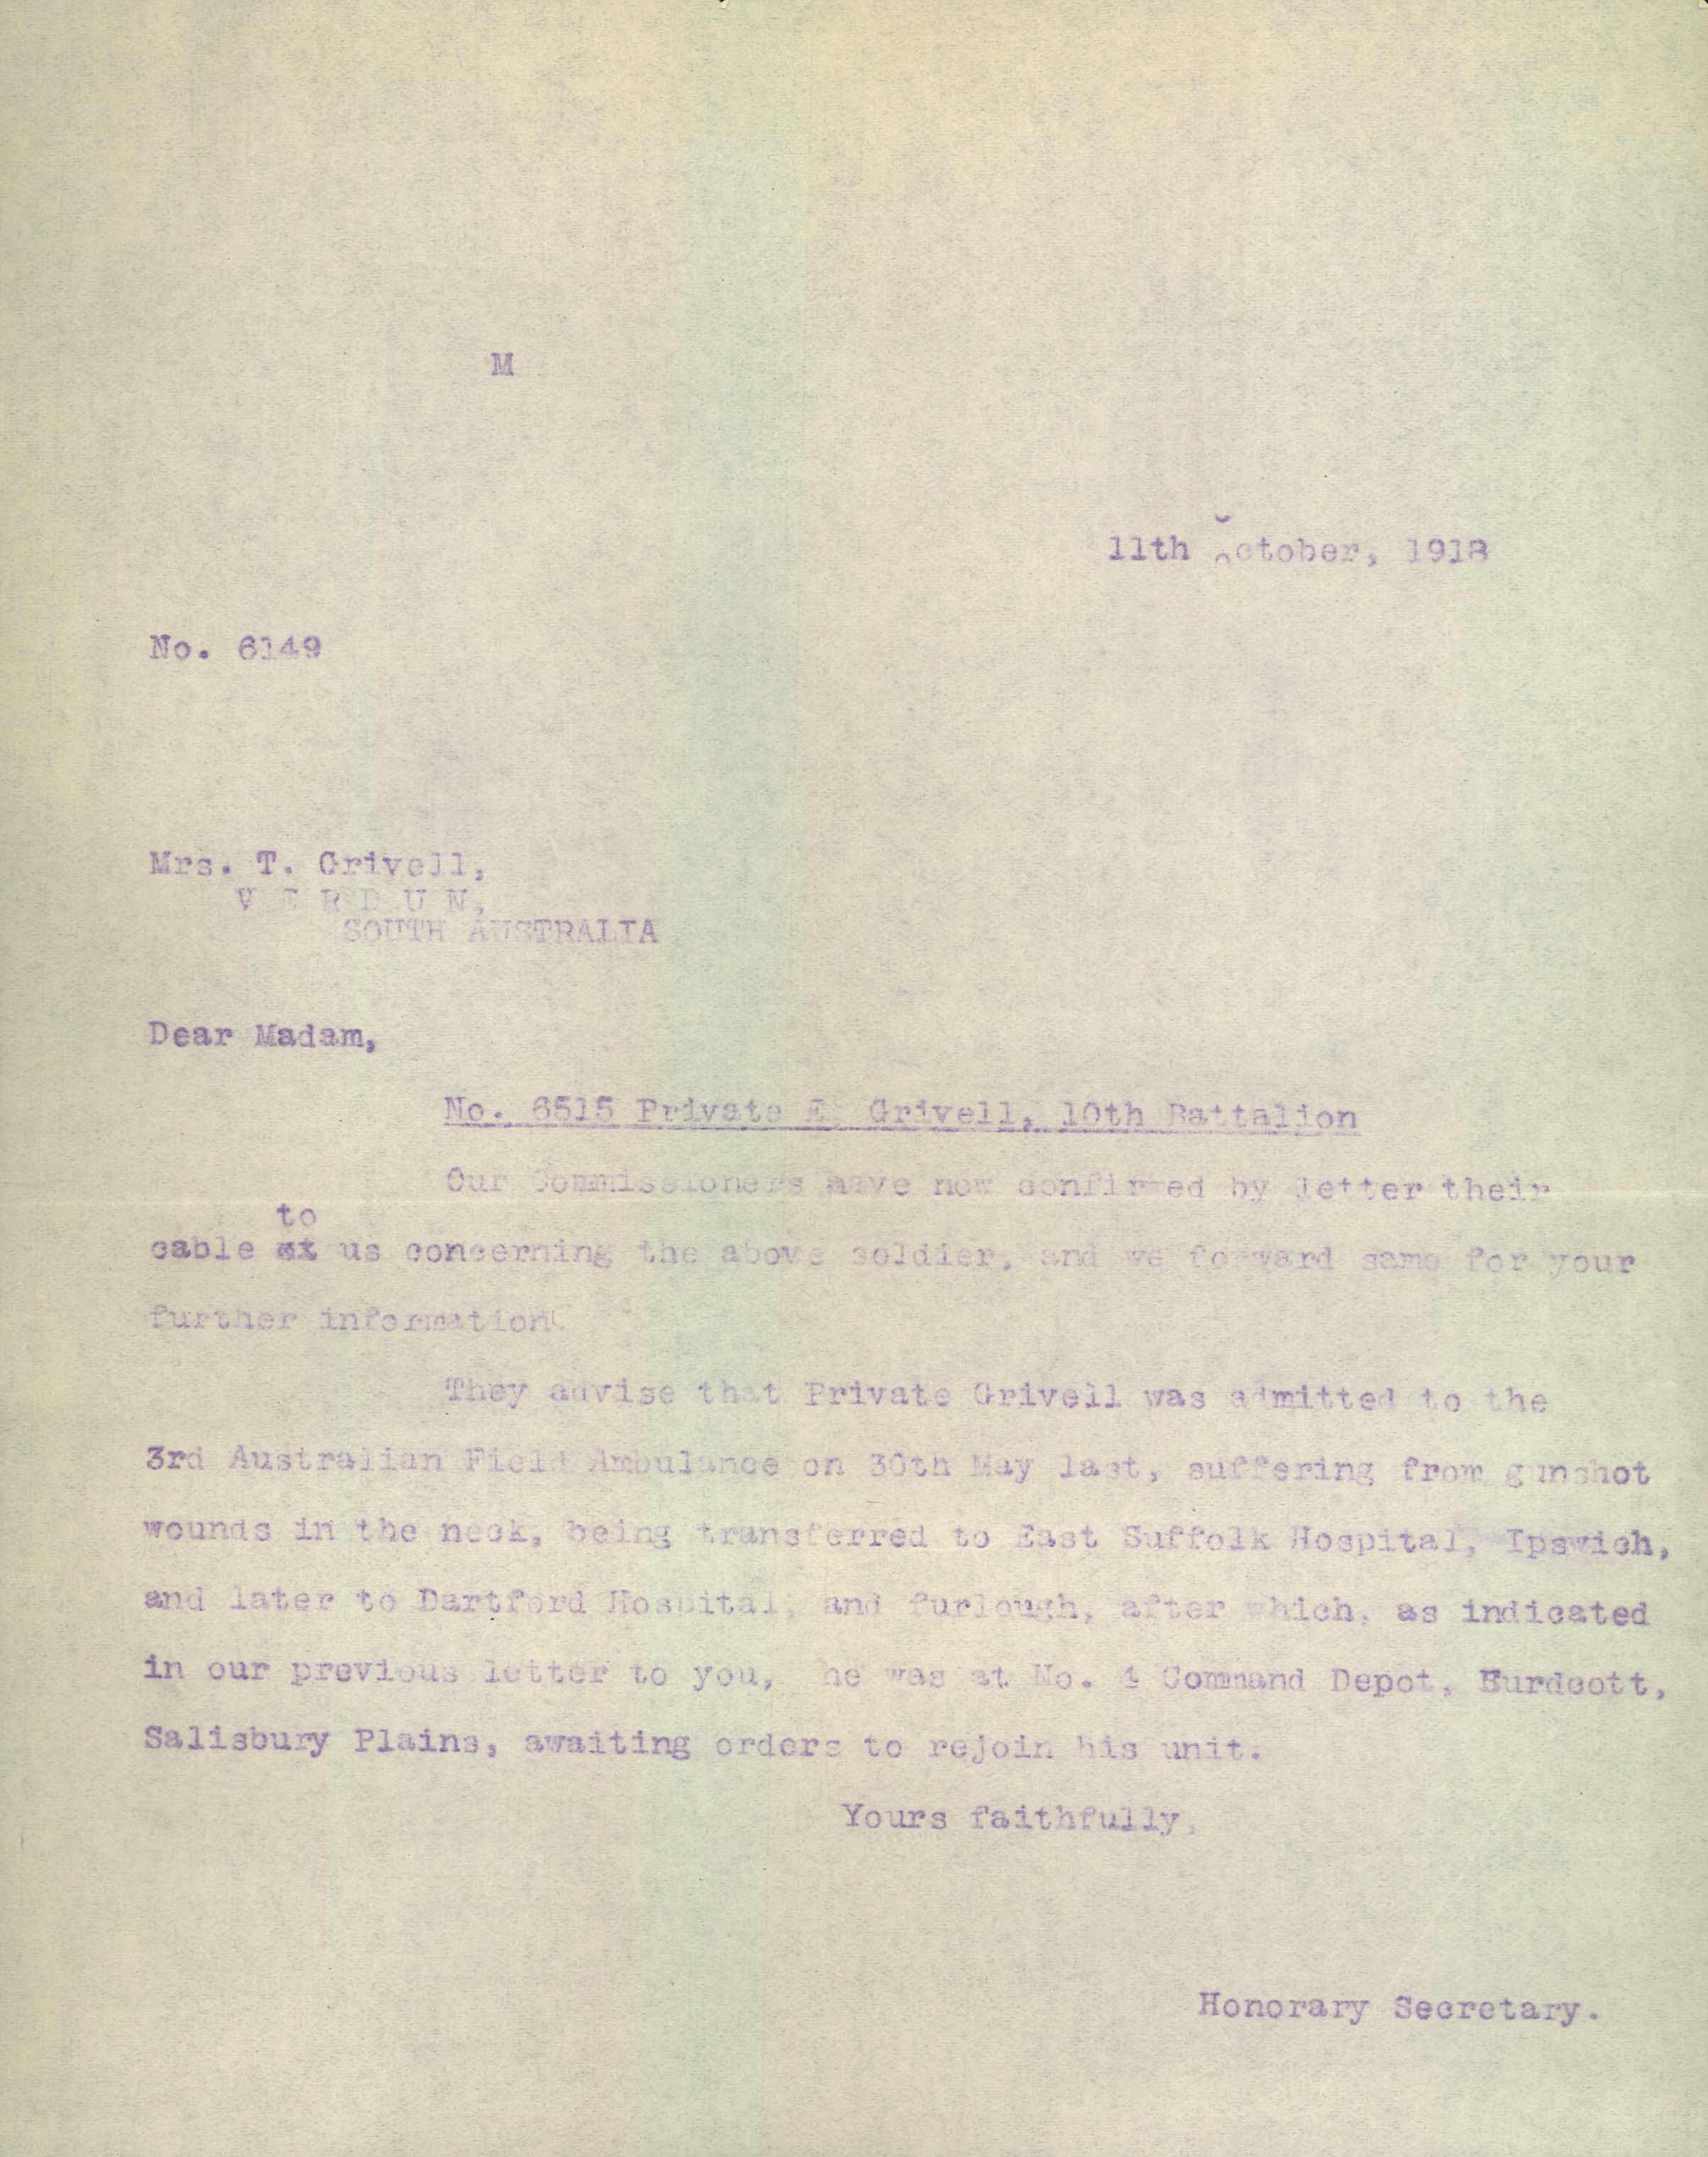 M
11th October, 1918
No. 6149
Mrs. T. Grivell,
V E R D U N,
SOUTH AUSTRALIA
Dear Madam,
No. 6515 Private E. Grivell, 10th Battalion
Our Commissioners have now confirmed by letter their
to
cable us concerning the above soldier, and we forward same for your
further information.
They advise that Private Grivell was admitted to the
3rd Australian Field Ambulance on 30th May last, suffering from gunshot
wounds in the neck, being transferred to East Suffolk Hospital, Ipswich,
and later to Dartford Hospital, and furlough, after which, as indicated
in our previous letter to you, he was at No. 4 Command Depot, Hurdcott,
Salisbury Plains, awaiting orders to rejoin his unit.
Yours faithfully,
Honorary Secretary.